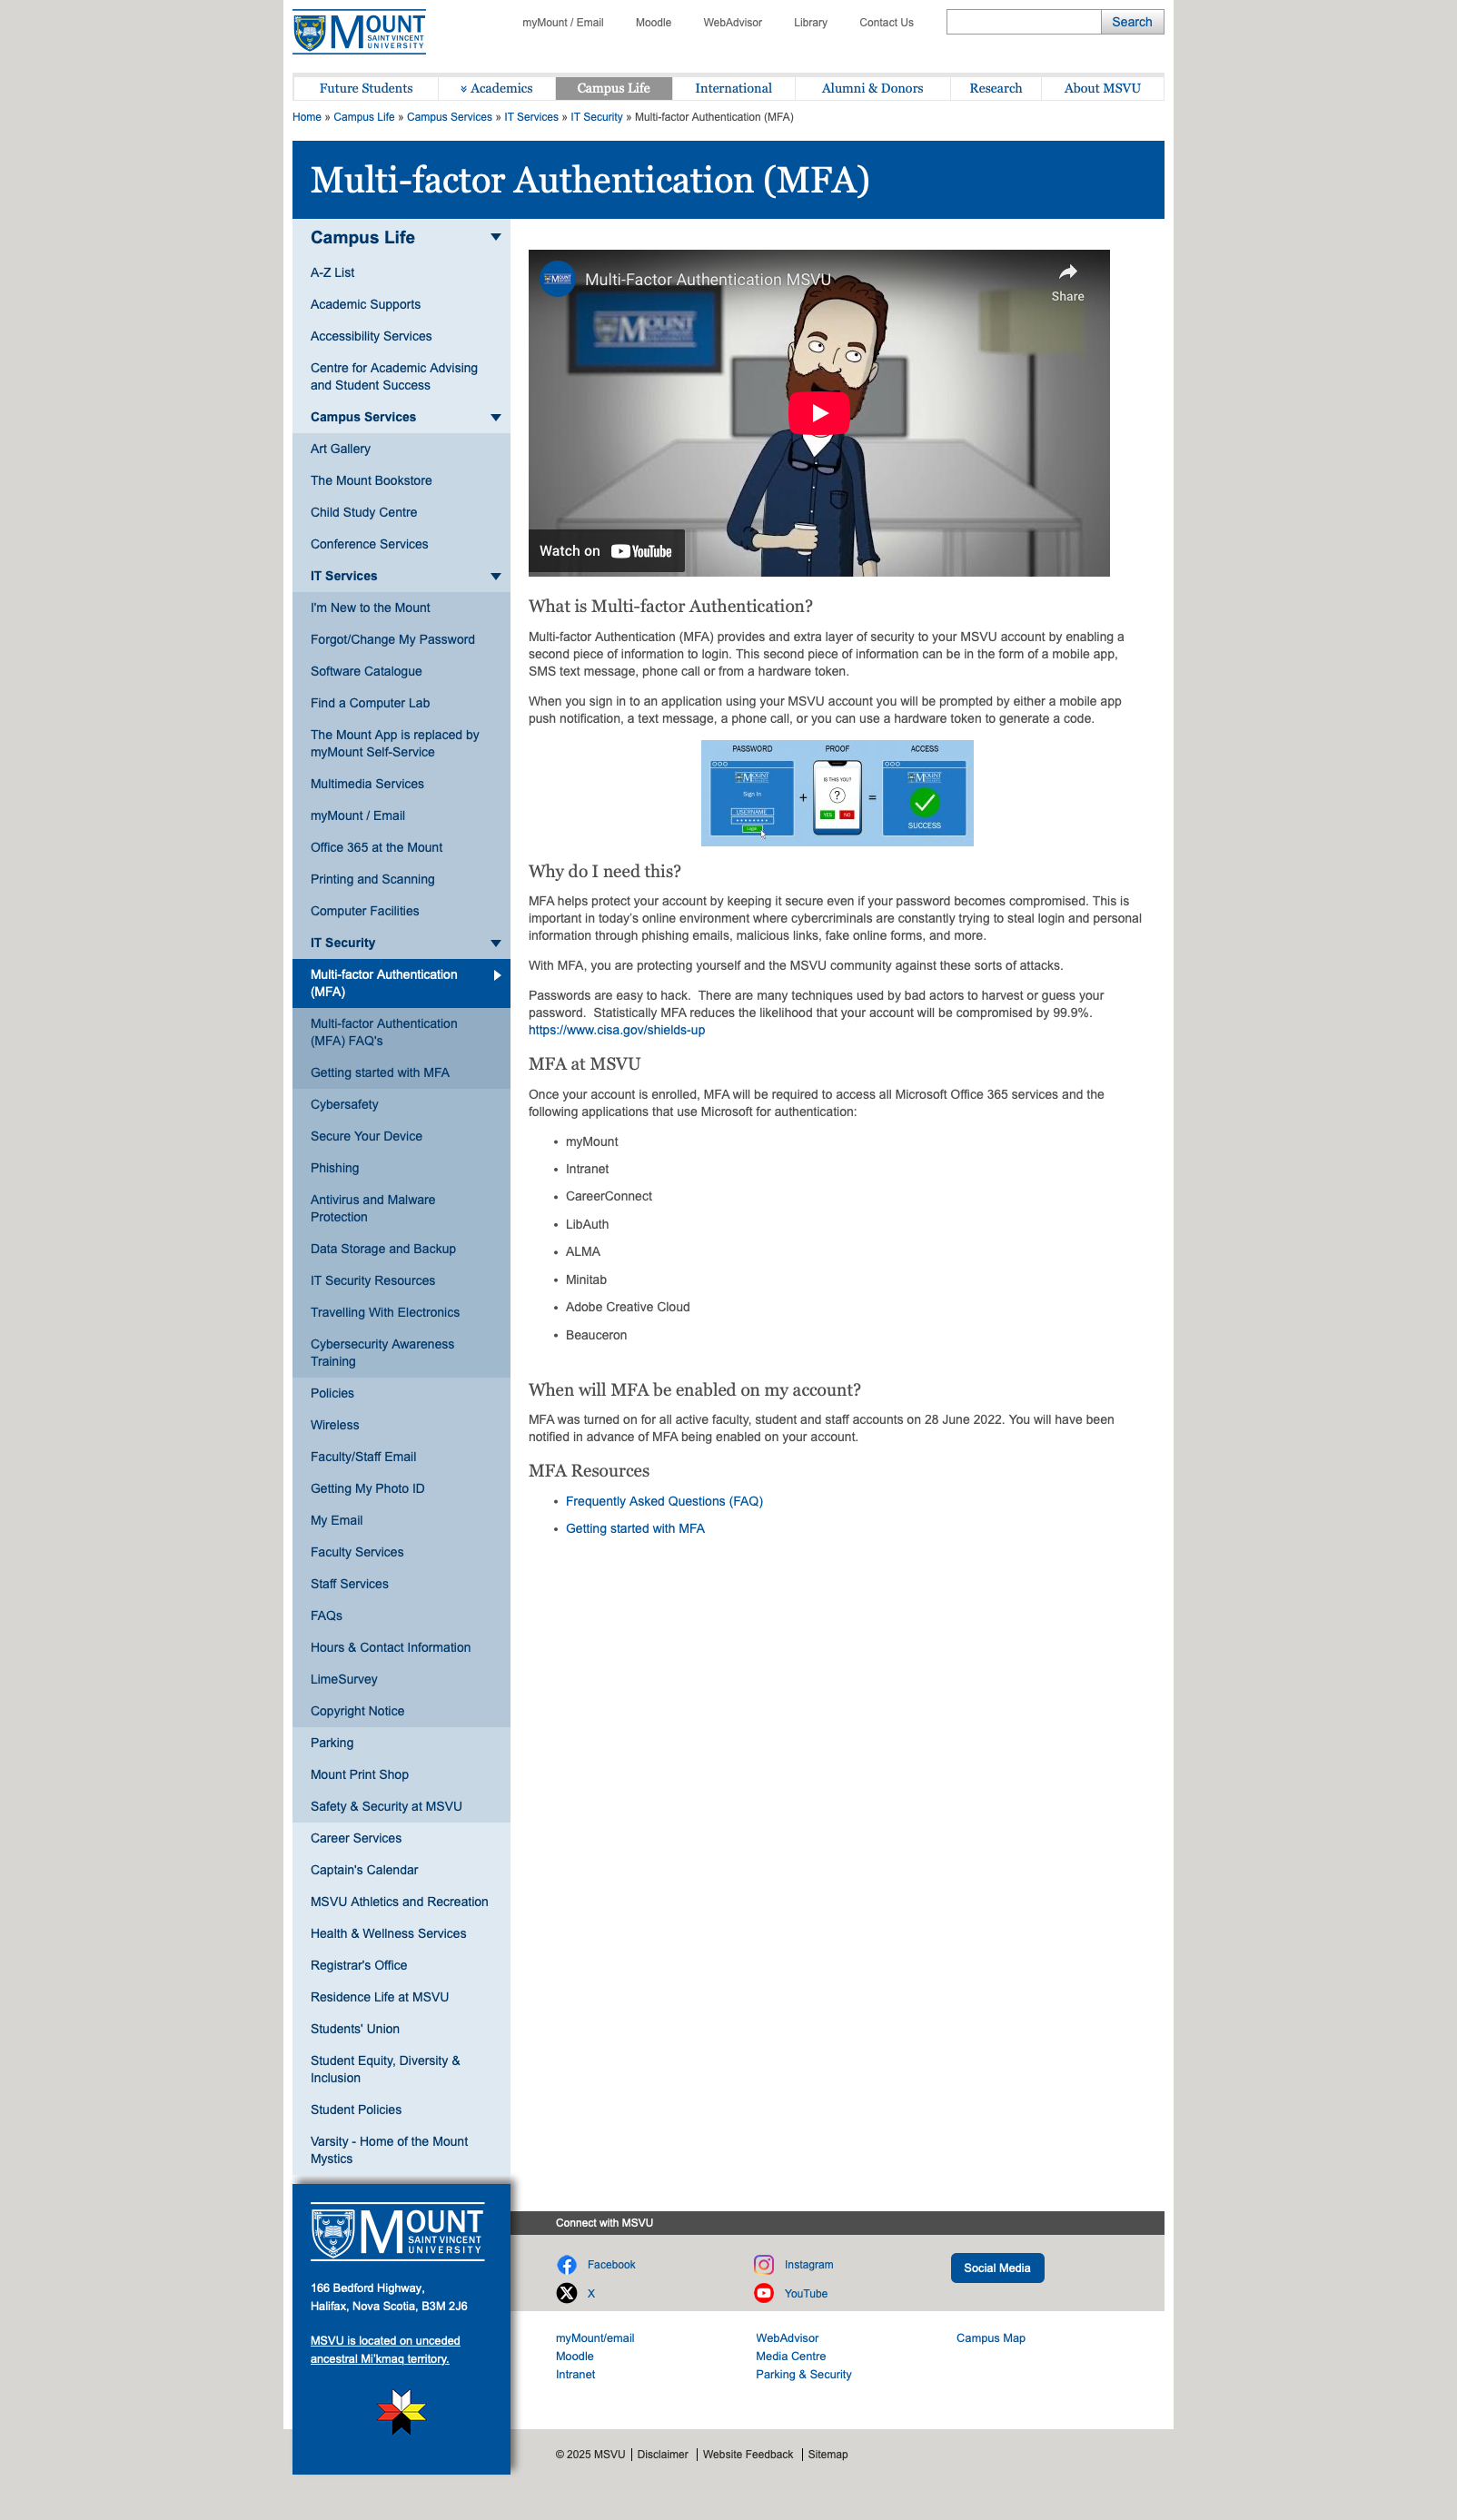 MOUNT
SAINT VINCENT
UNIVERSITY
myMount / Email
Moodle
WebAdvisor
Library
Contact Us
Search
Future Students
Academics
Campus Life
International
Alumni & Donors
Research
About MSVU
Home » Campus Life » Campus Services » IT Services » IT Security » Multi-factor Authentication (MFA)
Multi-factor Authentication (MFA)
Campus Life
A-Z List
Academic Supports
Accessibility Services
Centre for Academic Advising
and Student Success
Campus Services
Art Gallery
The Mount Bookstore
Child Study Centre
Conference Services
IT Services
I'm New to the Mount
Forgot/Change My Password
Software Catalogue
Find a Computer Lab
The Mount App is replaced by
myMount Self-Service
Multimedia Services
myMount / Email
Office 365 at the Mount
Printing and Scanning
Computer Facilities
IT Security
Multi-factor Authentication
(MFA)
Multi-factor Authentication
(MFA) FAQ's
Getting started with MFA
Cybersafety
Secure Your Device
Phishing
Antivirus and Malware
Protection
Data Storage and Backup
IT Security Resources
Travelling With Electronics
Cybersecurity Awareness
Training
Policies
Wireless
Faculty/Staff Email
Getting My Photo ID
My Email
Faculty Services
Staff Services
FAQs
Hours & Contact Information
LimeSurvey
Copyright Notice
Parking
Mount Print Shop
Safety & Security at MSVU
Career Services
Captain's Calendar
MSVU Athletics and Recreation
Health & Wellness Services
Registrar's Office
Residence Life at MSVU
Students' Union
Student Equity, Diversity &
Inclusion
Student Policies
Varsity - Home of the Mount
Mystics
Multi-Factor Authentication MSVU
Share
MOUNT
Watch on YouTube
What is Multi-factor Authentication?
Multi-factor Authentication (MFA) provides and extra layer of security to your MSVU account by enabling a
second piece of information to login. This second piece of information can be in the form of a mobile app,
SMS text message, phone call or from a hardware token.
When you sign in to an application using your MSVU account you will be prompted by either a mobile app
push notification, a text message, a phone call, or you can use a hardware token to generate a code.
PASSWORD
PROOF
ACCESS
MOUNT
Sign In
USERNAME
********
Login
+
IS THIS YOU?
?
YES
NO
=
MOUNT
SUCCESS
Why do I need this?
MFA helps protect your account by keeping it secure even if your password becomes compromised. This is
important in today's online environment where cybercriminals are constantly trying to steal login and personal
information through phishing emails, malicious links, fake online forms, and more.
With MFA, you are protecting yourself and the MSVU community against these sorts of attacks.
Passwords are easy to hack.  There are many techniques used by bad actors to harvest or guess your
password.  Statistically MFA reduces the likelihood that your account will be compromised by 99.9%.
https://www.cisa.gov/shields-up
MFA at MSVU
Once your account is enrolled, MFA will be required to access all Microsoft Office 365 services and the
following applications that use Microsoft for authentication:
• myMount
• Intranet
• CareerConnect
• LibAuth
• ALMA
• Minitab
• Adobe Creative Cloud
• Beauceron
When will MFA be enabled on my account?
MFA was turned on for all active faculty, student and staff accounts on 28 June 2022. You will have been
notified in advance of MFA being enabled on your account.
MFA Resources
• Frequently Asked Questions (FAQ)
• Getting started with MFA
MOUNT
SAINT VINCENT
UNIVERSITY
166 Bedford Highway,
Halifax, Nova Scotia, B3M 2J6
MSVU is located on unceded
ancestral Mi'kmaq territory.
Connect with MSVU
Facebook
Instagram
Social Media
X
YouTube
myMount/email
WebAdvisor
Campus Map
Moodle
Media Centre
Intranet
Parking & Security
© 2025 MSVU | Disclaimer | Website Feedback | Sitemap